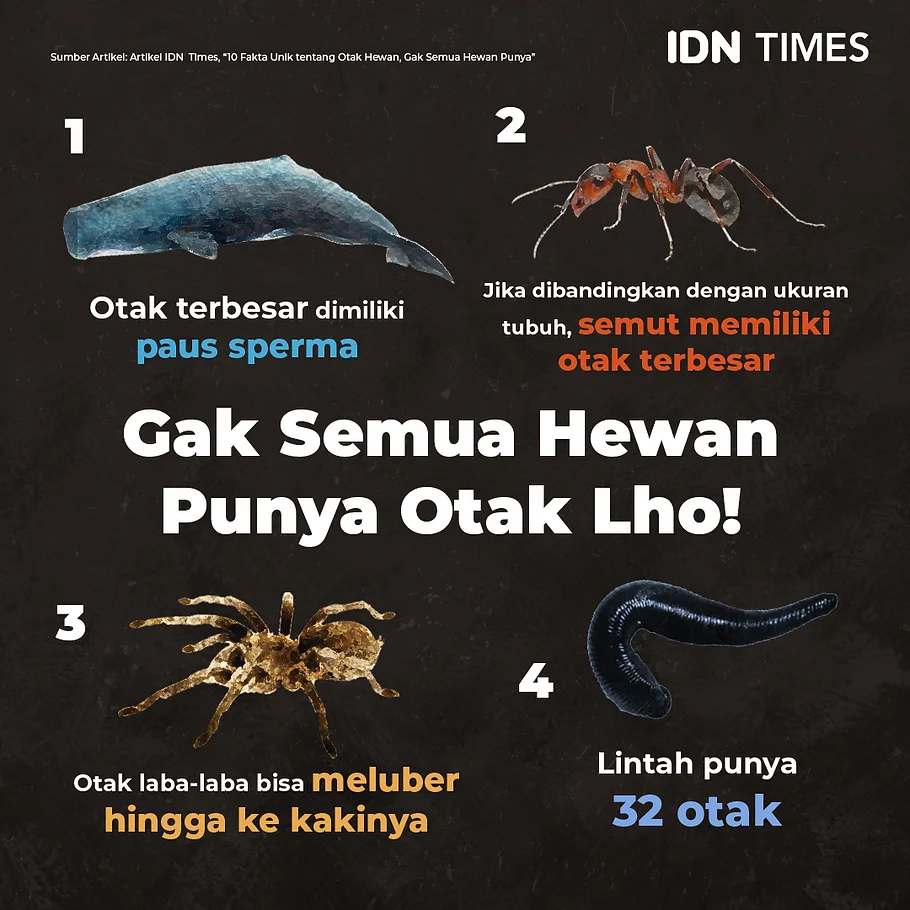 IDN TIMES
Sumber Artikel: Artikel IDN Times, “10 Fakta Unik tentang Otak Hewan, Gak Semua Hewan Punya”
1
Otak terbesar dimiliki
paus sperma
2
Jika dibandingkan dengan ukuran
tubuh, semut memiliki
otak terbesar
Gak Semua Hewan
Punya Otak Lho!
3
Otak laba-laba bisa meluber
hingga ke kakinya
4
Lintah punya
32 otak